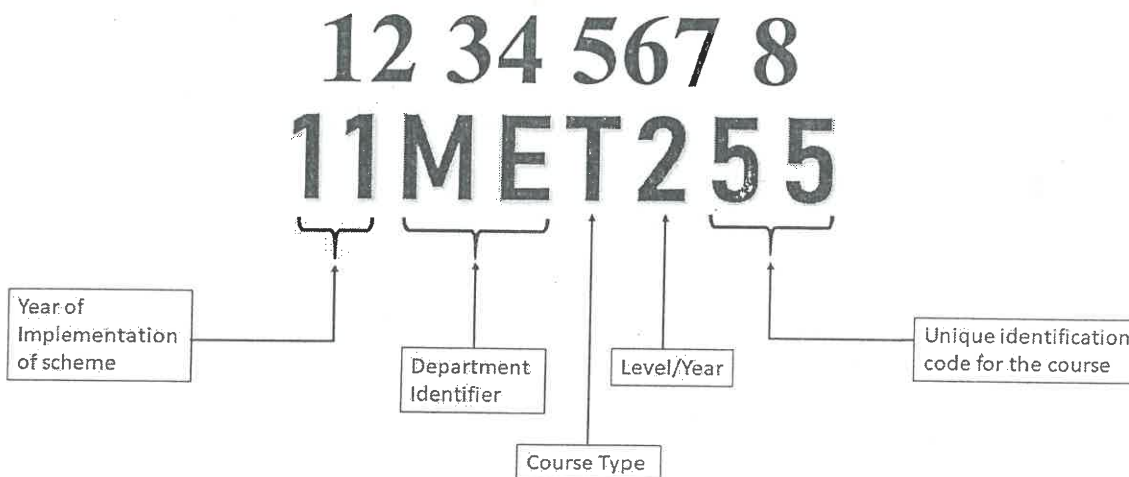 12 34 567 8
11MET255
Year of
Implementation
of scheme
Department
Identifier
Level/Year
Unique identification
code for the course
Course Type